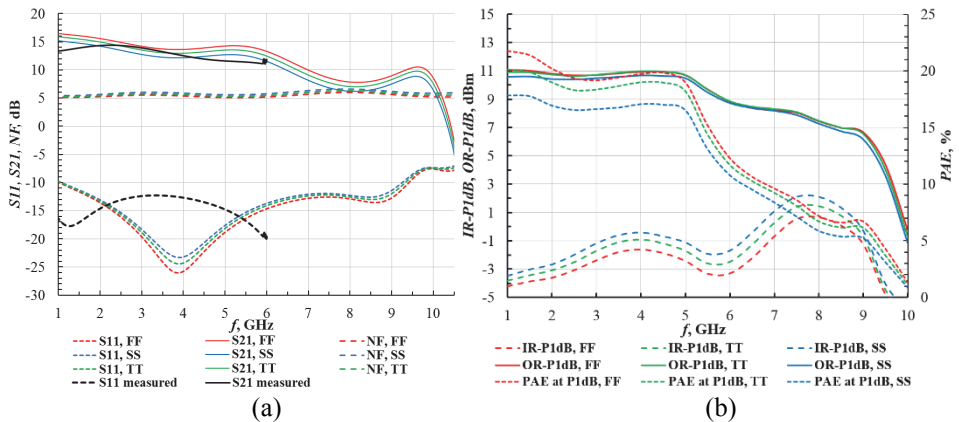 20
15
10
5
0
-5
-10
-15
-20
-25
-30
S11, S21, NF, dB
1 2 3 4 5 6 7 8 9 10
f, GHz
S11, FF S21, FF NF, FF
S11, SS S21, SS NF, SS
S11, TT S21, TT NF, TT
S11 measured S21 measured
(a)
15
13
11
9
7
5
3
1
-1
-3
-5
IR-P1dB, OR-P1dB, dBm
25
20
15
10
5
0
PAE, %
1 2 3 4 5 6 7 8 9 10
f, GHz
IR-P1dB, FF IR-P1dB, TT IR-P1dB, SS
OR-P1dB, FF OR-P1dB, TT OR-P1dB, SS
PAE at P1dB, FF PAE at P1dB, TT PAE at P1dB, SS
(b)